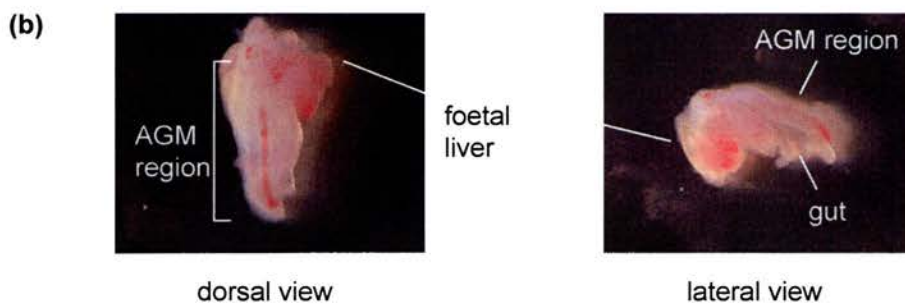 (b)
AGM
region
foetal
liver
AGM region
gut
dorsal view
lateral view